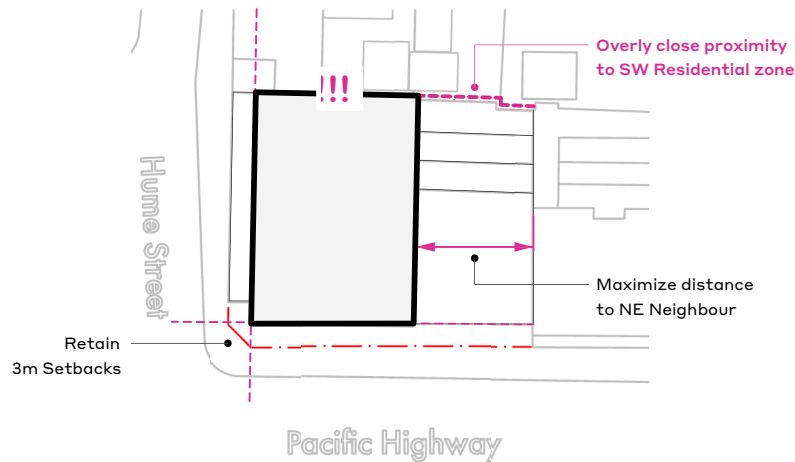 !!!
Overly close proximity
to SW Residential zone
Hume Street
Maximize distance
to NE Neighbour
Retain
3m Setbacks
Pacific Highway